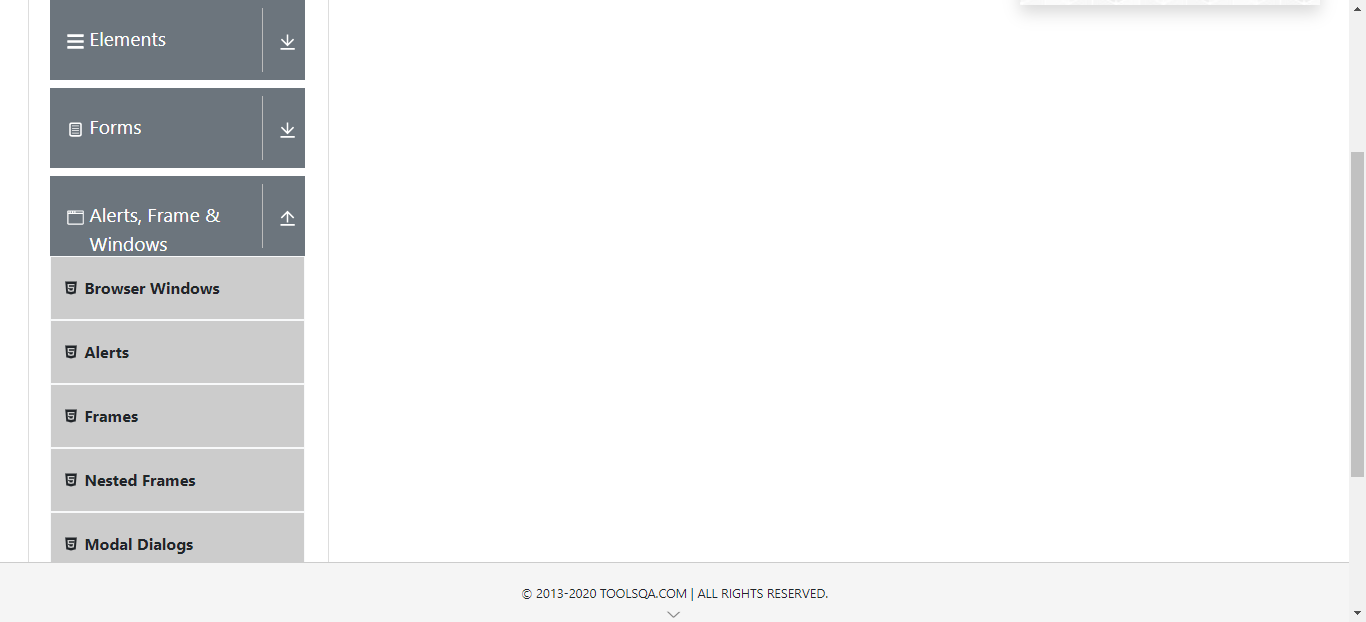 Elements
Forms
Alerts, Frame &
Windows
Browser Windows
Alerts
Frames
Nested Frames
Modal Dialogs
© 2013-2020 TOOLSQA.COM | ALL RIGHTS RESERVED.